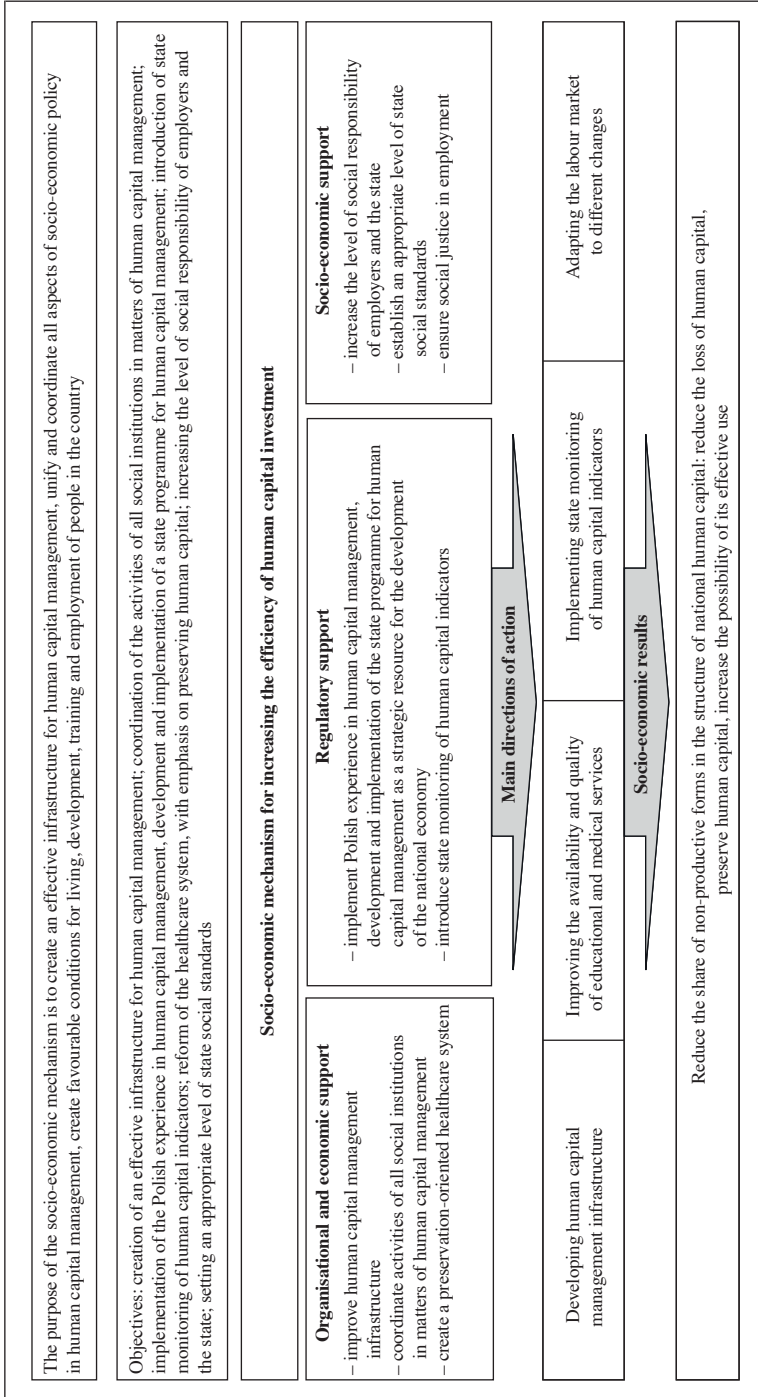 The purpose of the socio-economic mechanism is to create an effective infrastructure for human capital management, unify and coordinate all aspects of socio-economic policy
in human capital management, create favourable conditions for living, development, training and employment of people in the country
Objectives: creation of an effective infrastructure for human capital management; coordination of the activities of all social institutions in matters of human capital management;
implementation of the Polish experience in human capital management, development and implementation of a state programme for human capital management; introduction of state
monitoring of human capital indicators; reform of the healthcare system, with emphasis on preserving human capital; increasing the level of social responsibility of employers and
the state; setting an appropriate level of state social standards
Socio-economic mechanism for increasing the efficiency of human capital investment
Organisational and economic support
– improve human capital management
infrastructure
– coordinate activities of all social institutions
in matters of human capital management
– create a preservation-oriented healthcare system
Regulatory support
– implement Polish experience in human capital management,
development and implementation of the state programme for human
capital management as a strategic resource for the development
of the national economy
– introduce state monitoring of human capital indicators
Socio-economic support
– increase the level of social responsibility
of employers and the state
– establish an appropriate level of state
social standards
– ensure social justice in employment
Main directions of action
Developing human capital
management infrastructure
Improving the availability and quality
of educational and medical services
Implementing state monitoring
of human capital indicators
Adapting the labour market
to different changes
Socio-economic results
Reduce the share of non-productive forms in the structure of national human capital: reduce the loss of human capital,
preserve human capital, increase the possibility of its effective use